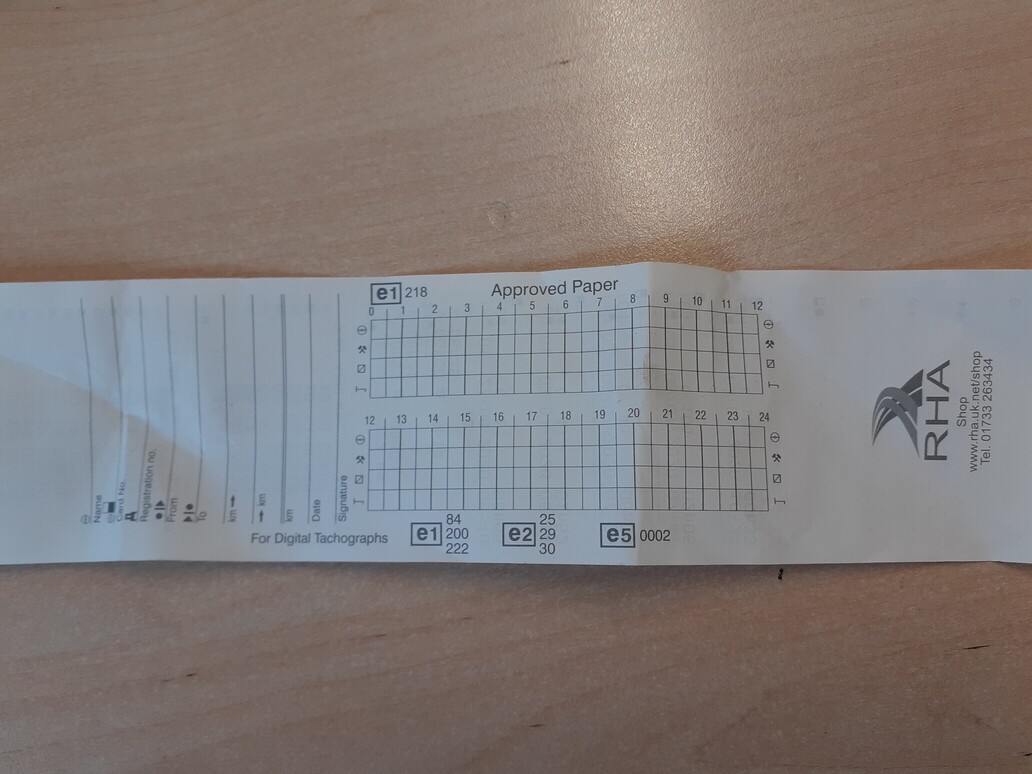 e1 218 Approved Paper
0 1 2 3 4 5 6 7 8 9 10 11 12
12 13 14 15 16 17 18 19 20 21 22 23 24
For Digital Tachographs
e1 84 200 222
e2 25 29 30
e5 0002
Name
Card No.
Registration no.
From
To
km
km
km
Date
Signature
RHA
Shop
www.rha.uk.net/shop
Tel. 01733 263434